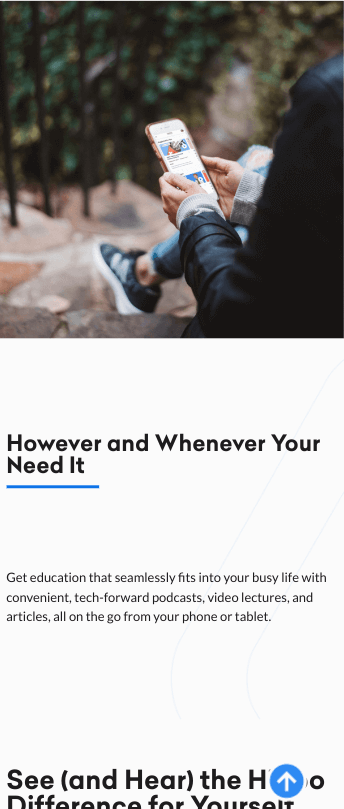 However and Whenever Your
Need It
Get education that seamlessly fits into your busy life with
convenient, tech-forward podcasts, video lectures, and
articles, all on the go from your phone or tablet.
See (and Hear) the
Difference for Yourself